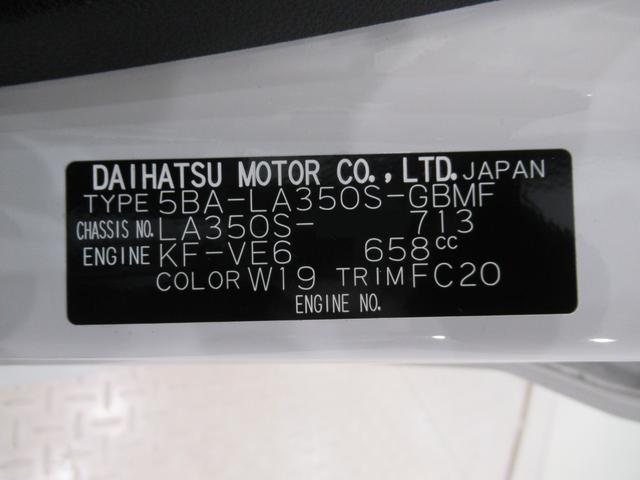 DAIHATSU MOTOR CO., LTD. JAPAN
TYPE 5BA-LA350S-GBMF
CHASSIS NO. LA350S- 713
ENGINE KF-VE6 658cc
COLOR W19 TRIM FC20
ENGINE NO.